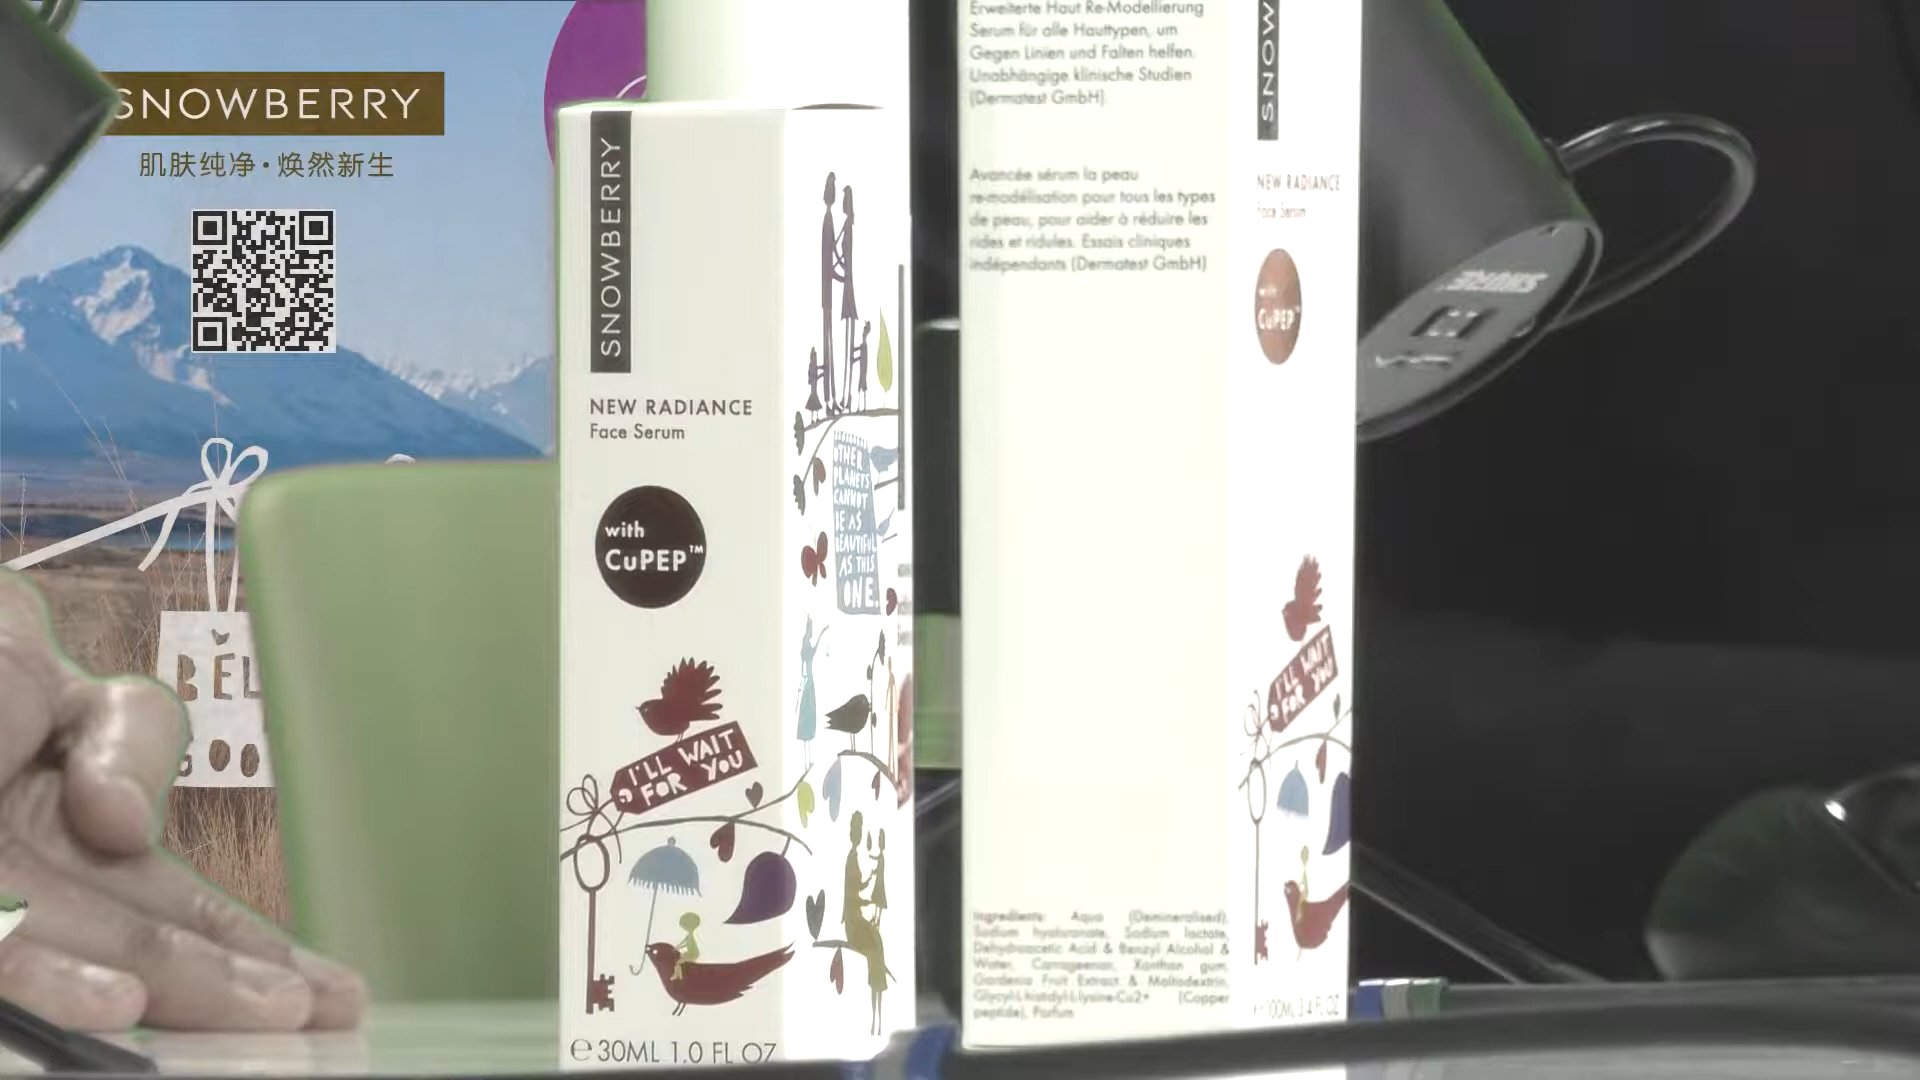 SNOWBERRY
肌肤纯净·焕然新生
BĔL
GOO
SNOWBERRY
NEW RADIANCE
Face Serum
with
CuPEP™
I'LL WAIT
FOR YOU
℮30ML 1.0 FL OZ
OTHER
PLANETS
CANNOT
BE AS
BEAUTIFUL
AS THIS
ONE.
Erweiterte Haut Re-Modellierung
Serum für alle Hauttypen, um
Gegen Linien und Falten helfen.
Unabhängige klinische Studien
(Dermatest GmbH).
Avancée sérum la peau
re-modélisation pour tous les types
de peau, pour aider à réduire les
rides et ridules. Essais cliniques
indépendants (Dermatest GmbH)
Ingredients: Aqua (Demineralised),
Sodium hyaluronate, Sodium lactate,
Dehydroacetic Acid & Benzyl Alcohol &
Water, Carrageenan, Xanthan gum,
Gardenia Fruit Extract & Maltodextrin,
Glycyl-l-histidyl-l-lysine-Cu2+ (Copper
peptide), Parfum
SNOW
NEW RADIANCE
Face Serum
with
CuPEP™
I'LL WAIT
FOR YOU
℮100ML 3.4 FL OZ